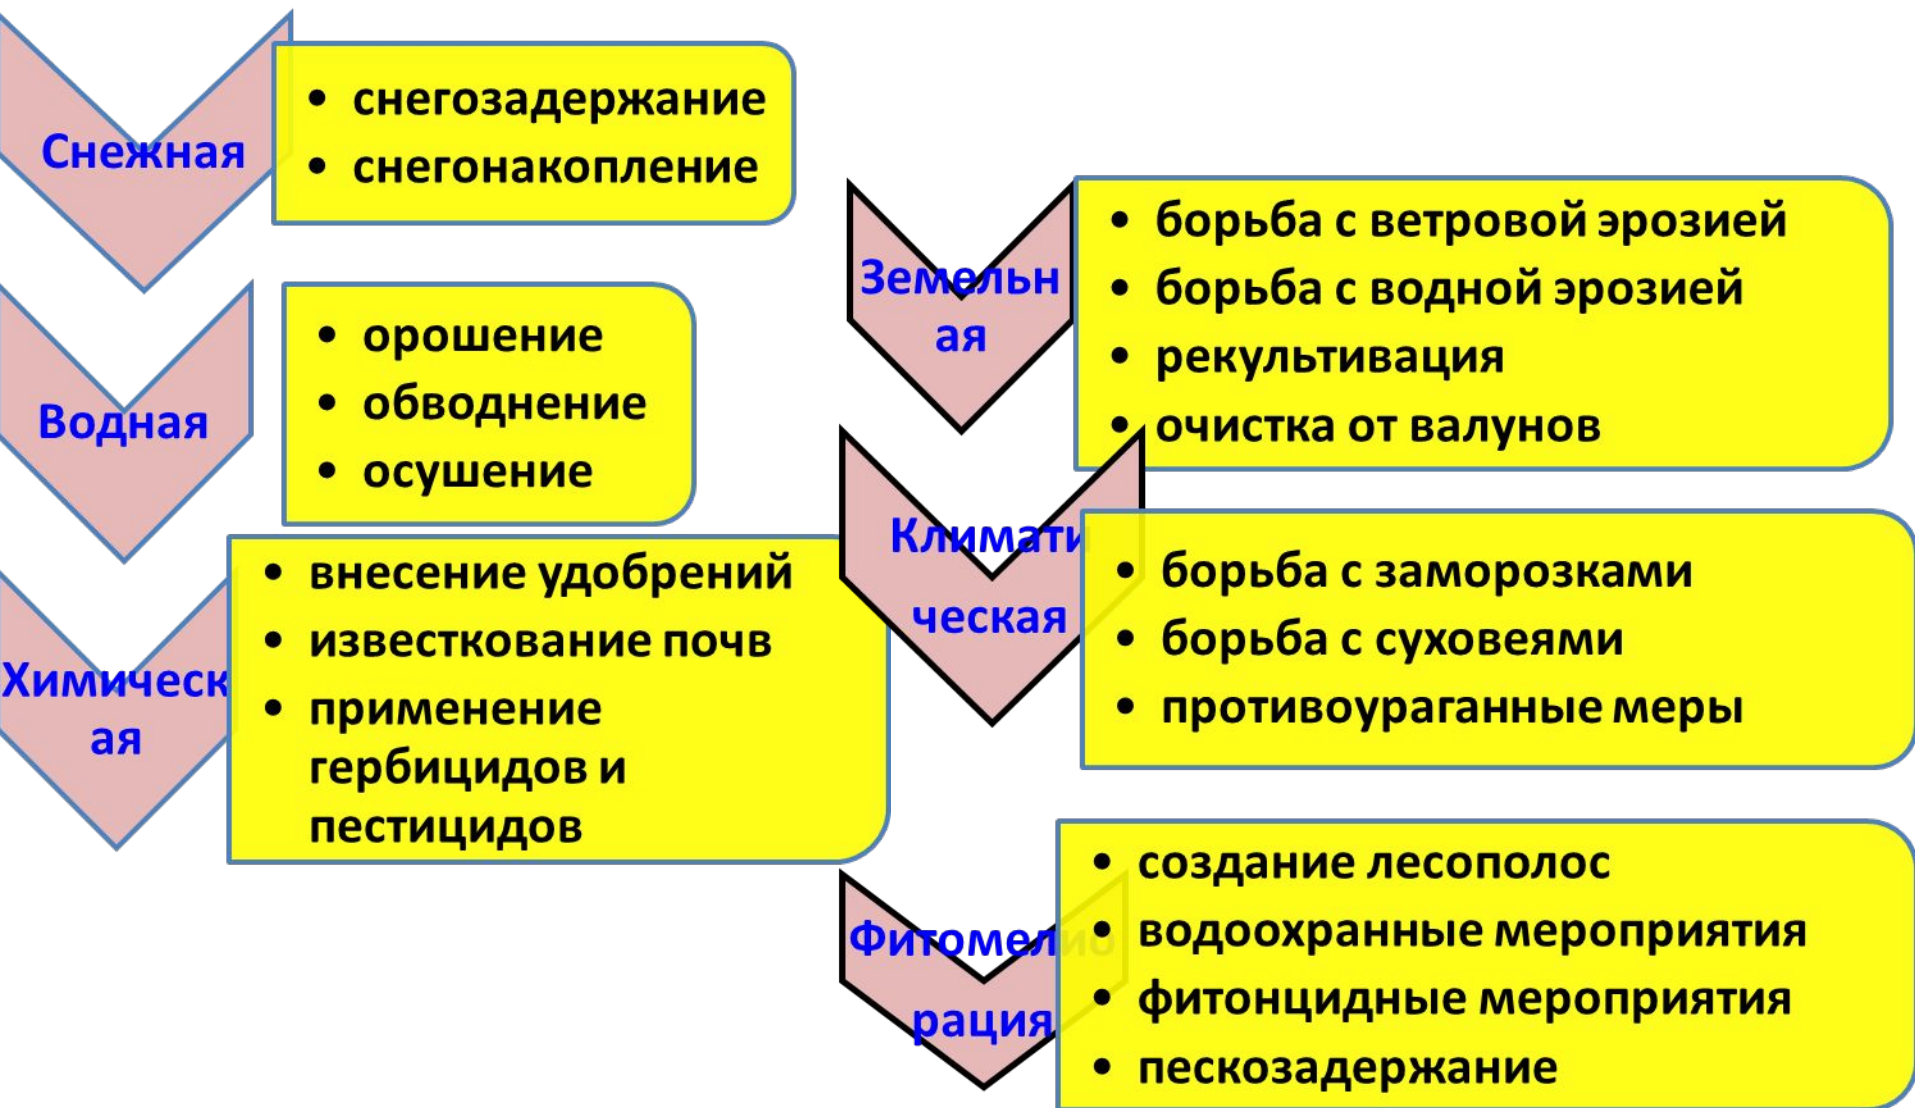 Снежная
• снегозадержание
• снегонакопление
Водная
• орошение
• обводнение
• осушение
Химическ
ая
• внесение удобрений
• известкование почв
• применение
гербицидов и
пестицидов
Земельн
ая
• борьба с ветровой эрозией
• борьба с водной эрозией
• рекультивация
• очистка от валунов
Климати
ческая
• борьба с заморозками
• борьба с суховеями
• противоураганные меры
Фитомелио
рация
• создание лесополос
• водоохранные мероприятия
• фитонцидные мероприятия
• пескозадержание